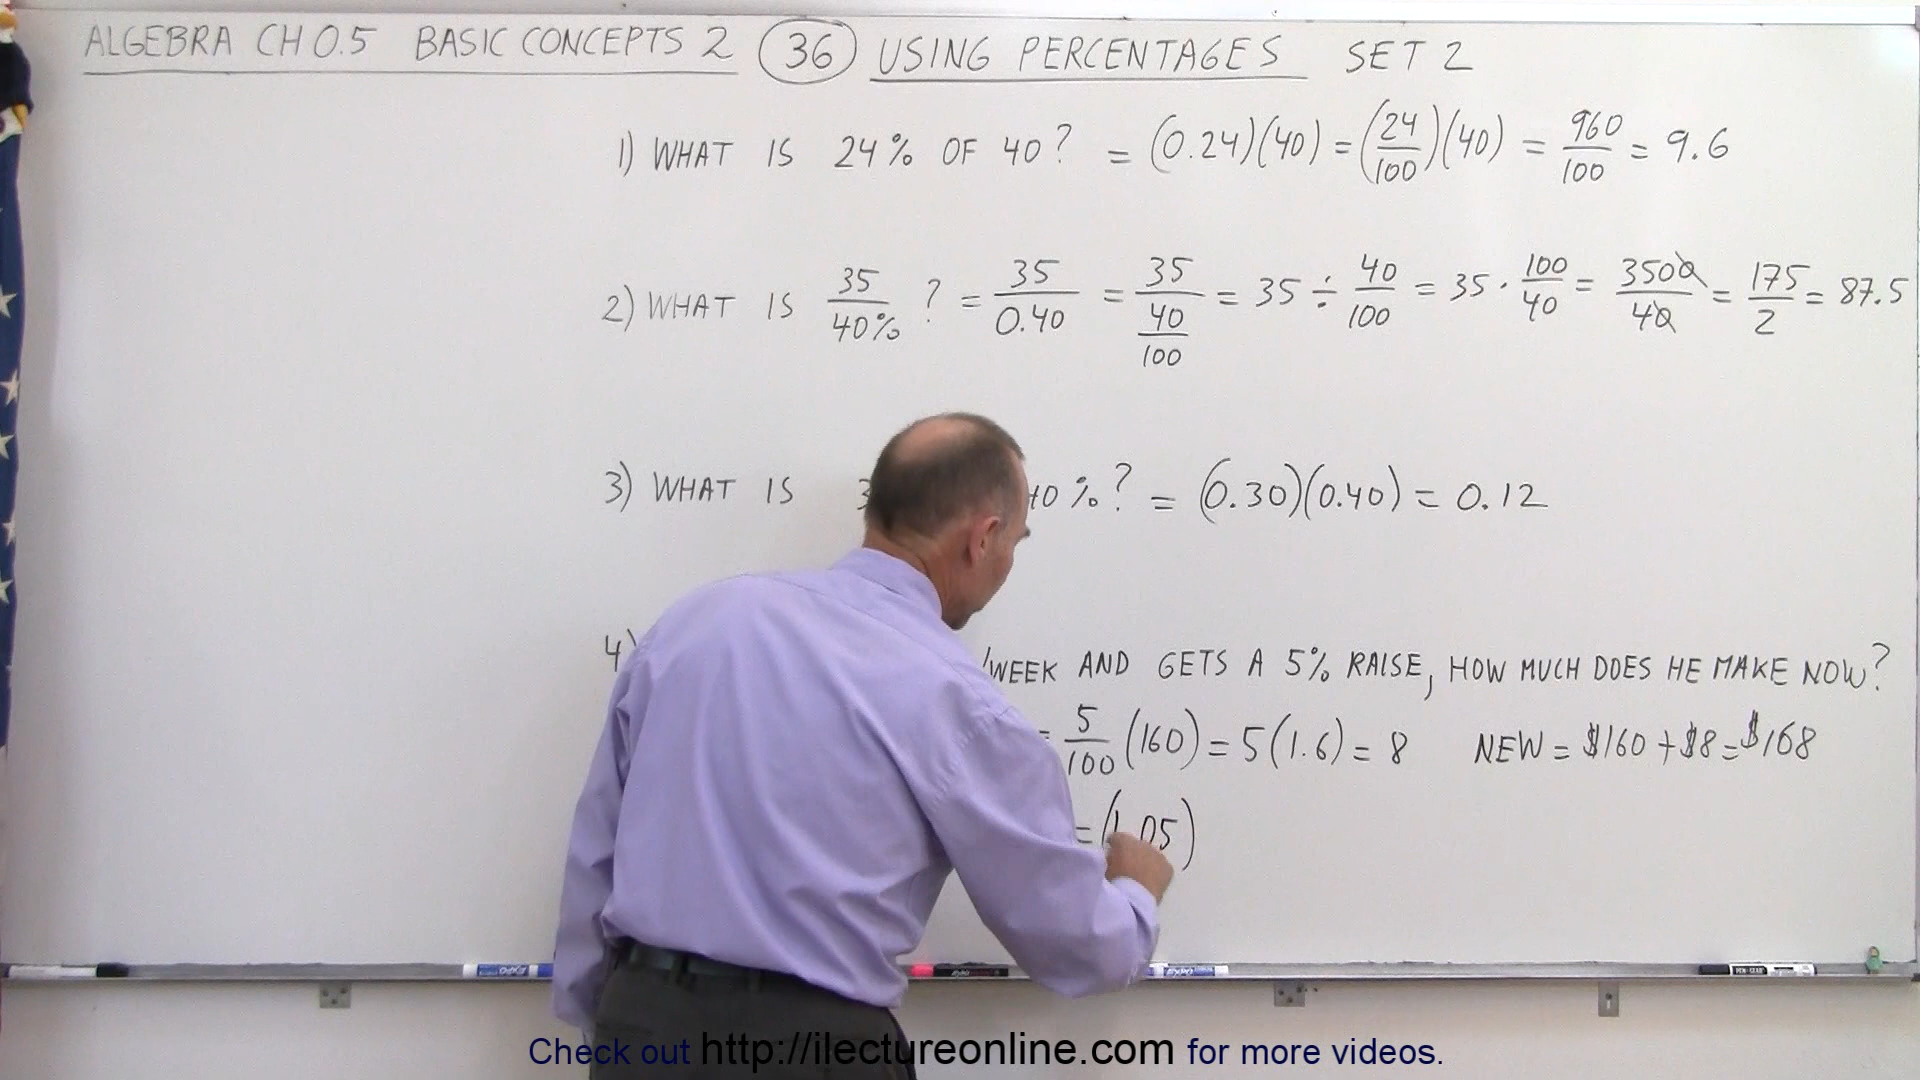 ALGEBRA CH 0.5 BASIC CONCEPTS 2 36 USING PERCENTAGES SET 2
1) WHAT IS 24% OF 40? = (0.24)(40) = (24/100)(40) = 960/100 = 9.6
2) WHAT IS 35/40% ? = 35/0.40 = 35/(40/100) = 35 ÷ 40/100 = 35 · 100/40 = 3500/40 = 175/2 = 87.5
3) WHAT IS 3 40%? = (0.30)(0.40) = 0.12
4) /WEEK AND GETS A 5% RAISE, HOW MUCH DOES HE MAKE NOW?
= 5/100 (160) = 5(1.6) = 8 NEW = $160 + $8 = $168
= (1.05)
Check out http://ilectureonline.com for more videos.